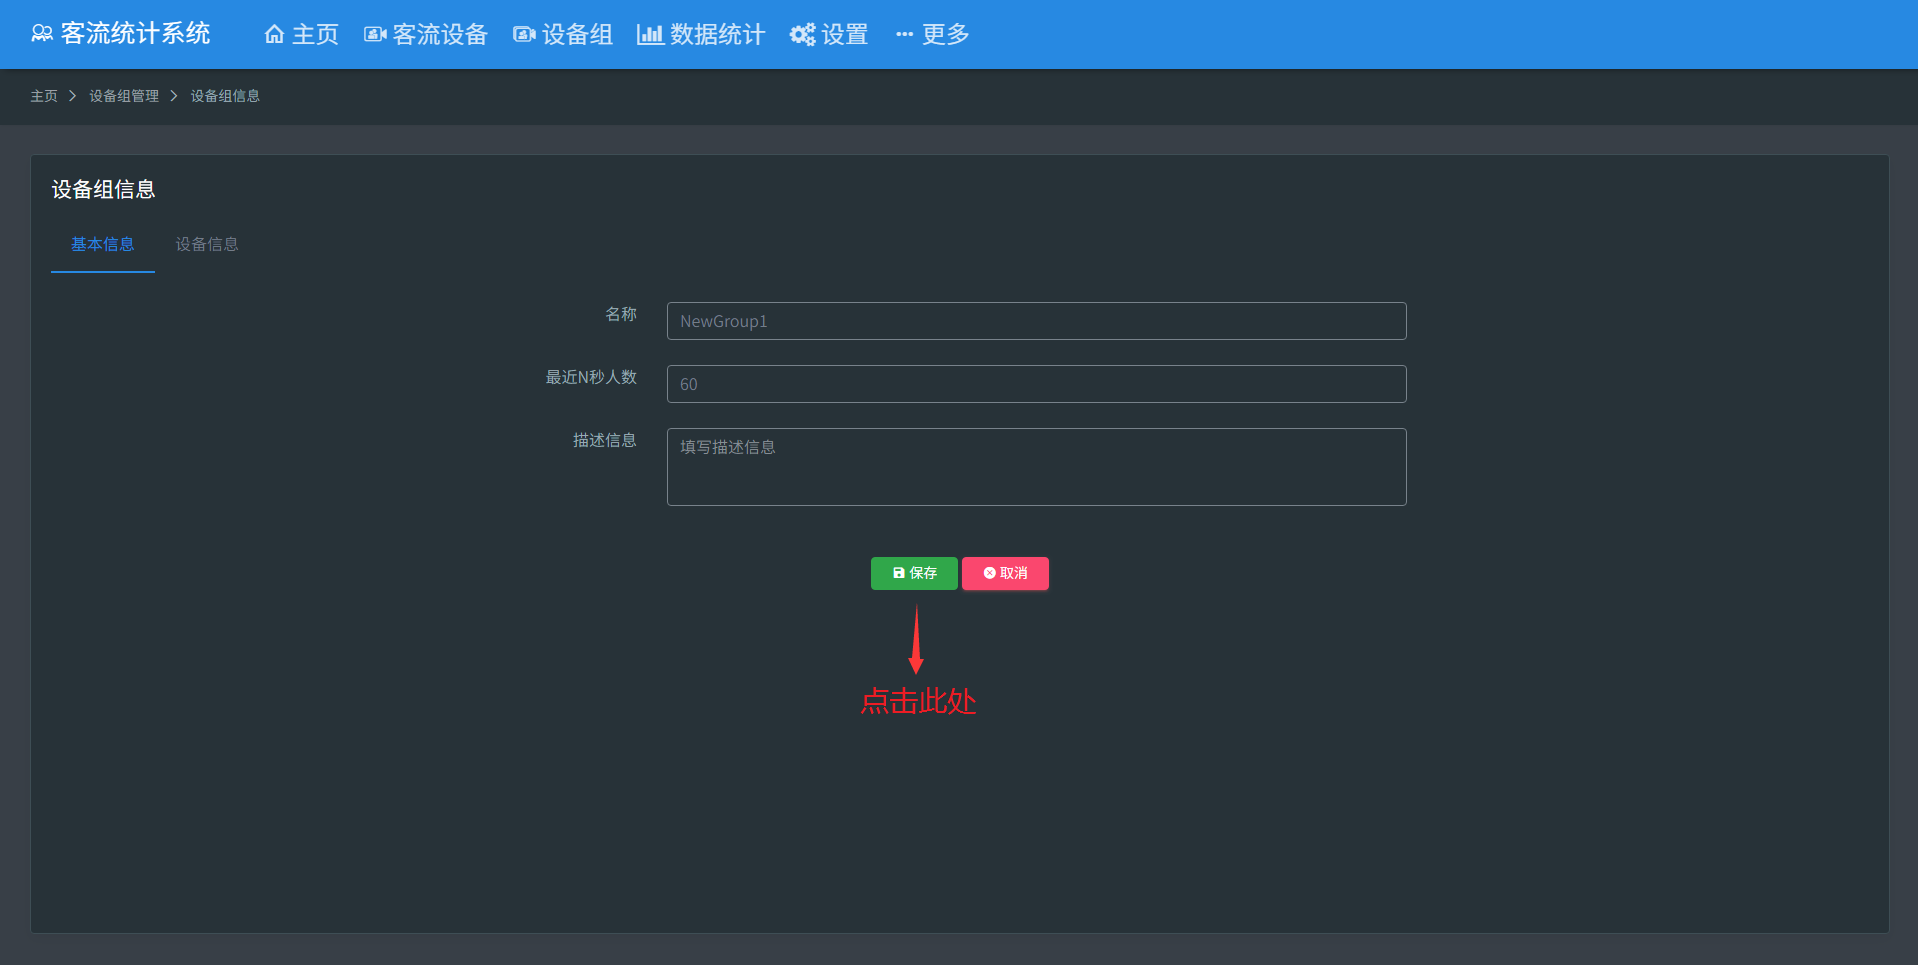 客流统计系统 主页 客流设备 设备组 数据统计 设置 更多
主页 设备组管理 设备组信息
设备组信息
基本信息 设备信息
名称 NewGroup1
最近N秒人数 60
描述信息 填写描述信息
保存 取消
点击此处